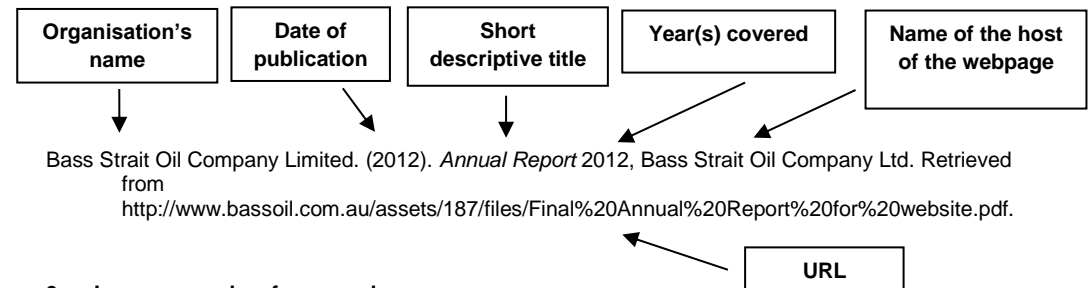 Organisation's
name
Date of
publication
Short
descriptive title
Year(s) covered
Name of the host
of the webpage
Bass Strait Oil Company Limited. (2012). Annual Report 2012, Bass Strait Oil Company Ltd. Retrieved
from
http://www.bassoil.com.au/assets/187/files/Final%20Annual%20Report%20for%20website.pdf.
URL